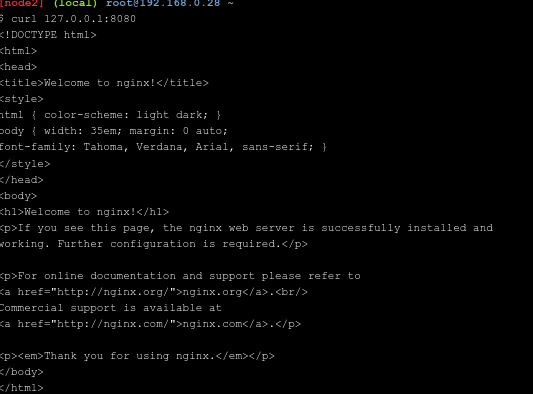 [node2] (local) root@192.168.0.28 ~
$ curl 127.0.0.1:8080
<!DOCTYPE html>
<html>
<head>
<title>Welcome to nginx!</title>
<style>
html { color-scheme: light dark; }
body { width: 35em; margin: 0 auto;
font-family: Tahoma, Verdana, Arial, sans-serif; }
</style>
</head>
<body>
<h1>Welcome to nginx!</h1>
<p>If you see this page, the nginx web server is successfully installed and
working. Further configuration is required.</p>

<p>For online documentation and support please refer to
<a href="http://nginx.org/">nginx.org</a>.<br/>
Commercial support is available at
<a href="http://nginx.com/">nginx.com</a>.</p>

<p><em>Thank you for using nginx.</em></p>
</body>
</html>